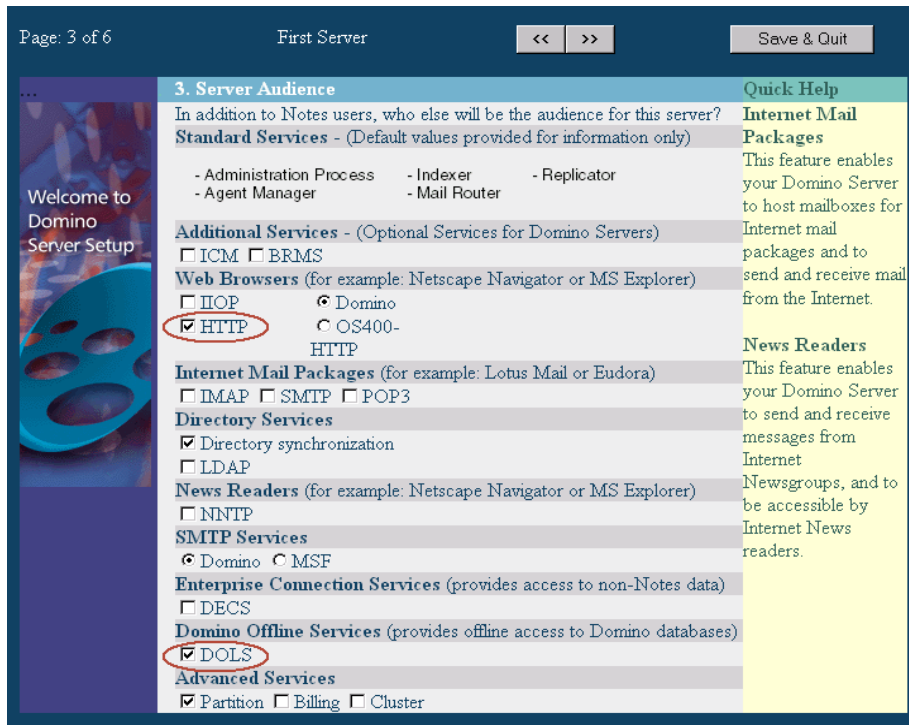 Page: 3 of 6
First Server
<<
>>
Save & Quit
...
Welcome to
Domino
Server Setup
3. Server Audience
In addition to Notes users, who else will be the audience for this server?
Standard Services - (Default values provided for information only)
- Administration Process - Indexer - Replicator
- Agent Manager - Mail Router
Additional Services - (Optional Services for Domino Servers)
ICM BRMS
Web Browsers (for example: Netscape Navigator or MS Explorer)
IIOP Domino
HTTP OS400-
HTTP
Internet Mail Packages (for example: Lotus Mail or Eudora)
IMAP SMTP POP3
Directory Services
Directory synchronization
LDAP
News Readers (for example: Netscape Navigator or MS Explorer)
NNTP
SMTP Services
Domino MSF
Enterprise Connection Services (provides access to non-Notes data)
DECS
Domino Offline Services (provides offline access to Domino databases)
DOLS
Advanced Services
Partition Billing Cluster
Quick Help
Internet Mail
Packages
This feature enables
your Domino Server
to host mailboxes for
Internet mail
packages and to
send and receive mail
from the Internet.
News Readers
This feature enables
your Domino Server
to send and receive
messages from
Internet
Newsgroups, and to
be accessible by
Internet News
readers.